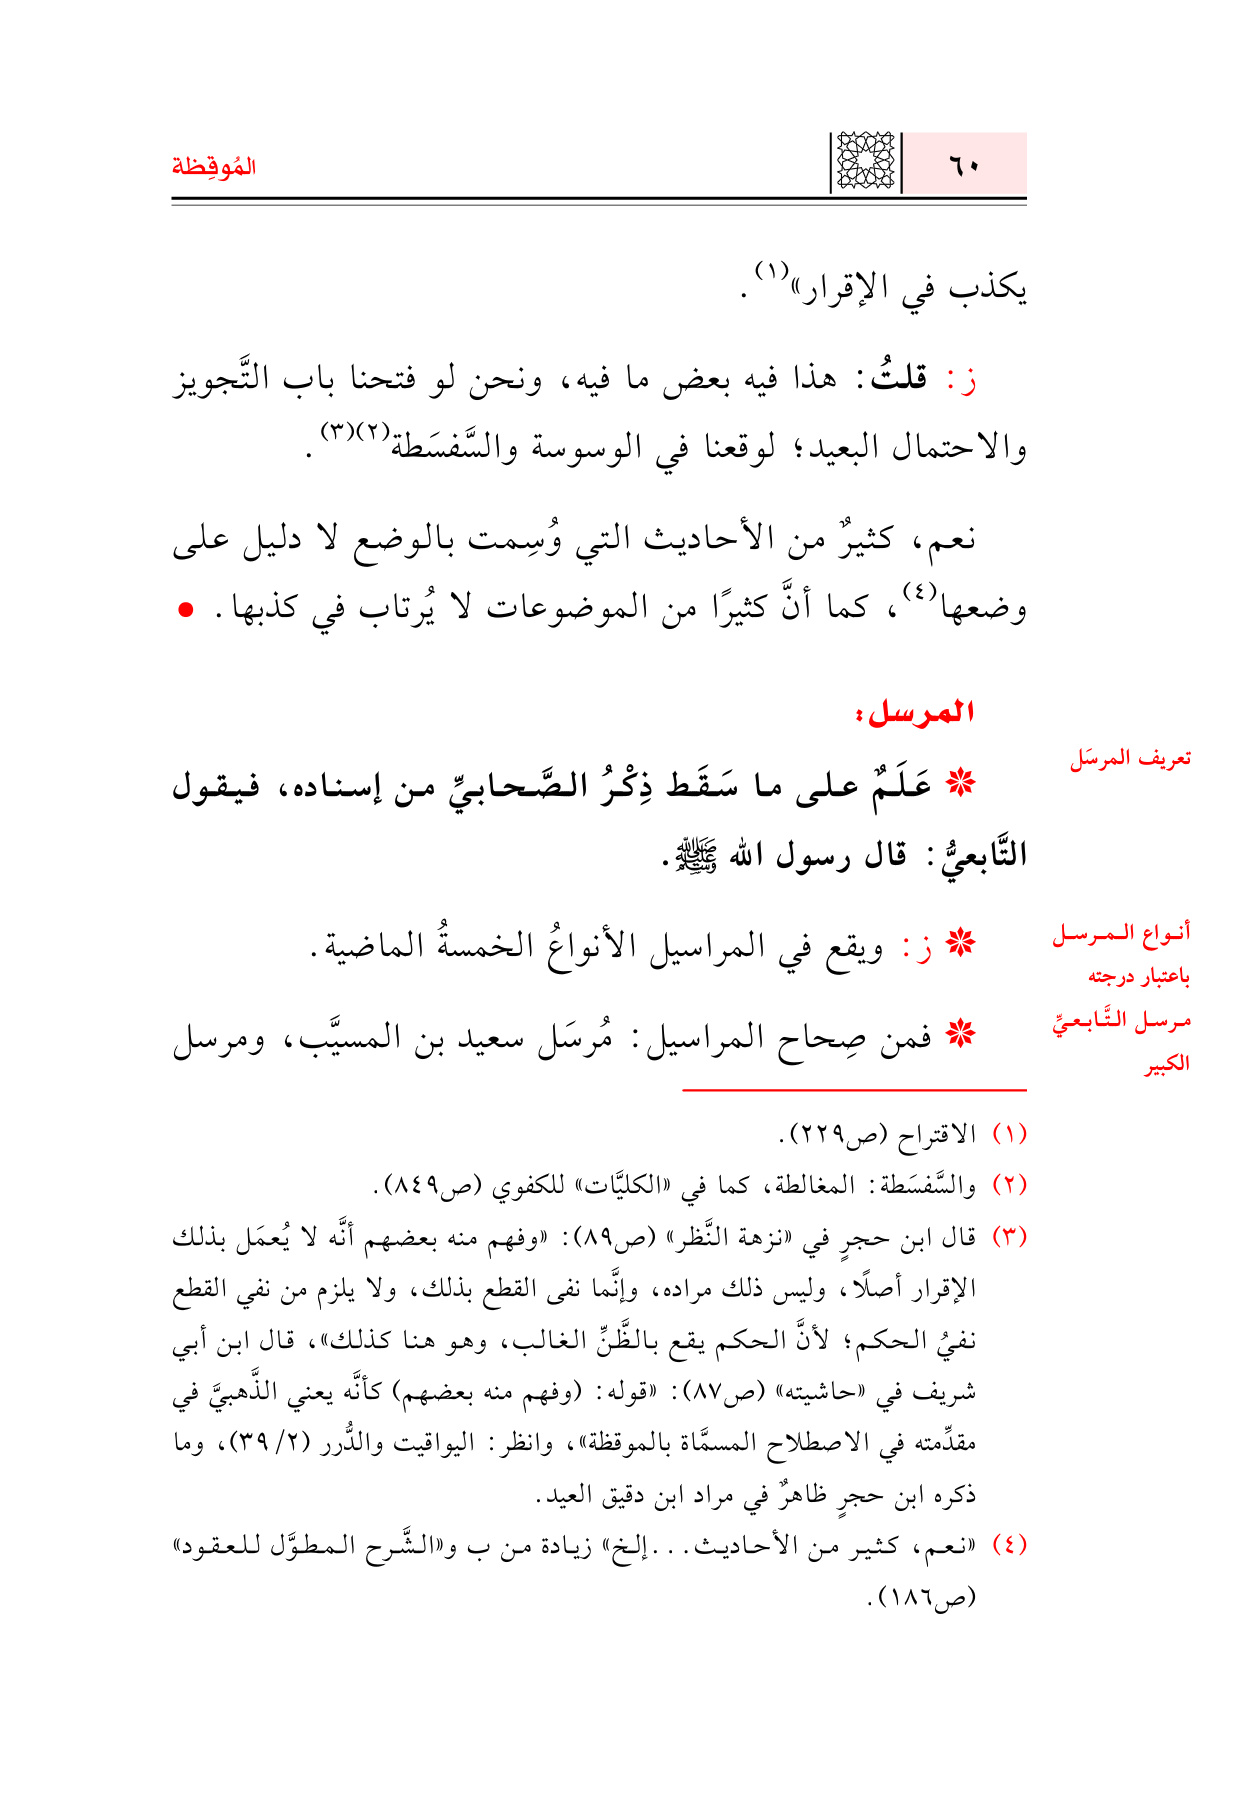 ٦٠
المُوقِظة
يكذب في الإقرار»(١).
ز: قلتُ: هذا فيه بعض ما فيه، ونحن لو فتحنا باب التَّجويز
والاحتمال البعيد؛ لوقعنا في الوسوسة والسَّفسَطة(٢)(٣).
نعم، كثيرٌ من الأحاديث التي وُسِمت بالوضع لا دليل على
وضعها(٤)، كما أنَّ كثيرًا من الموضوعات لا يُرتاب في كذبها. ●
المرسل:
تعريف المرسَل
❋ عَلَمٌ على ما سَقَط ذِكْرُ الصَّحابيِّ من إسناده، فيقول
التَّابعيُّ: قال رسول الله ﷺ.
أنواع المرسل
باعتبار درجته
❋ ز: ويقع في المراسيل الأنواعُ الخمسةُ الماضية.
مرسل التَّابعيِّ
الكبير
❋ فمن صِحاح المراسيل: مُرسَل سعيد بن المسيَّب، ومرسل
(١) الاقتراح (ص٢٢٩).
(٢) والسَّفسَطة: المغالطة، كما في «الكليَّات» للكفوي (ص٨٤٩).
(٣) قال ابن حجرٍ في «نزهة النَّظر» (ص٨٩): «وفهم منه بعضهم أنَّه لا يُعمَل بذلك
الإقرار أصلًا، وليس ذلك مراده، وإنَّما نفى القطع بذلك، ولا يلزم من نفي القطع
نفيُ الحكم؛ لأنَّ الحكم يقع بالظَّنِّ الغالب، وهو هنا كذلك»، قال ابن أبي
شريف في «حاشيته» (ص٨٧): «قوله: (وفهم منه بعضهم) كأنَّه يعني الذَّهبيَّ في
مقدِّمته في الاصطلاح المسمَّاة بالموقظة»، وانظر: اليواقيت والدُّرر (٣٩/٢)، وما
ذكره ابن حجرٍ ظاهرٌ في مراد ابن دقيق العيد.
(٤) «نعم، كثير من الأحاديث...إلخ» زيادة من ب و«الشَّرح المطوَّل للعقود»
(ص١٨٦).